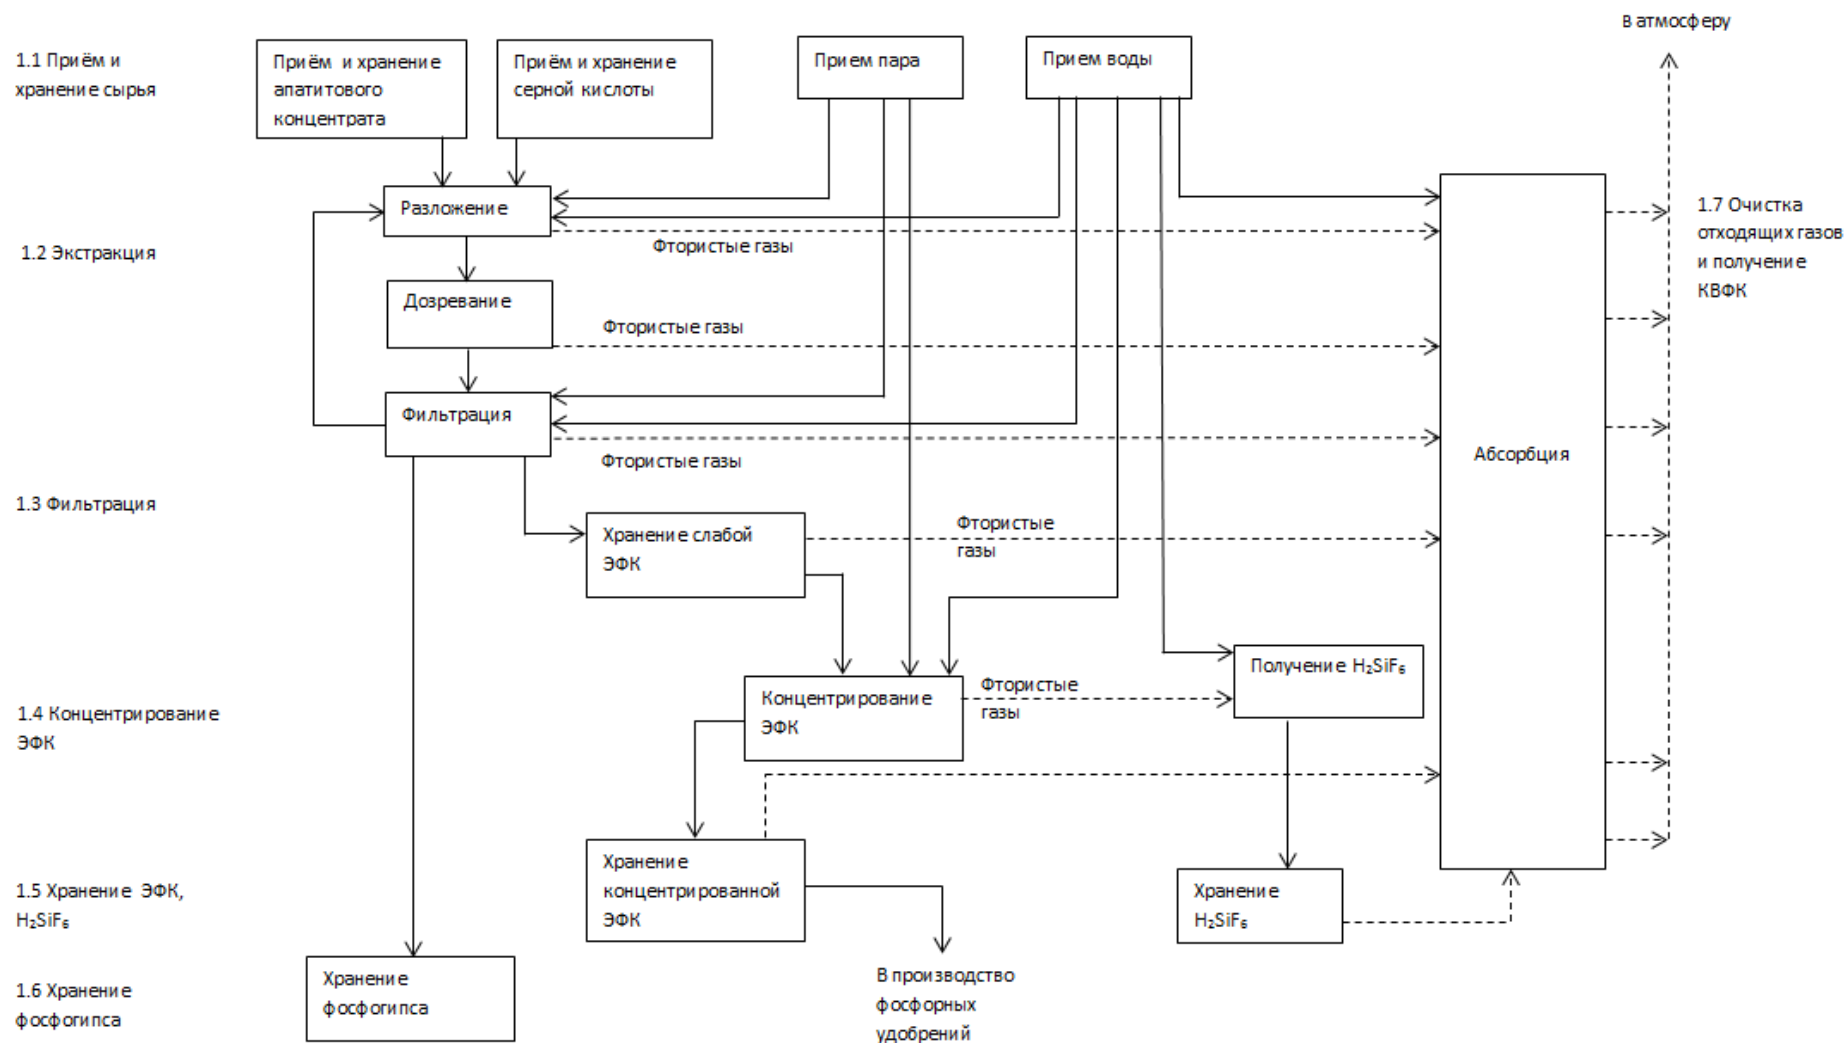 В атмосферу
1.1 Приём и
хранение сырья
Приём и хранение
апатитового
концентрата
Приём и хранение
серной кислоты
Прием пара
Прием воды
Разложение
Фтористые газы
1.2 Экстракция
1.7 Очистка
отходящих газов
и получение
КВФК
Дозревание
Фтористые газы
Фильтрация
Фтористые газы
Абсорбция
1.3 Фильтрация
Хранение слабой
ЭФК
Фтористые
газы
1.4 Концентрирование
ЭФК
Концентрирование
ЭФК
Фтористые
газы
Получение H₂SiF₆
1.5 Хранение ЭФК,
H₂SiF₆
Хранение
концентрированной
ЭФК
Хранение
H₂SiF₆
1.6 Хранение
фосфогипса
Хранение
фосфогипса
В производство
фосфорных
удобрений